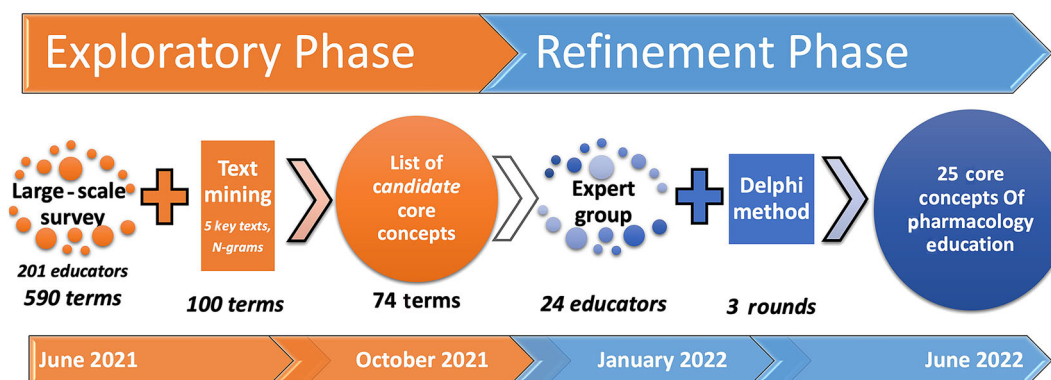 Exploratory Phase
Refinement Phase
Large-scale
survey
201 educators
590 terms
Text
mining
5 key texts,
N-grams
100 terms
List of
candidate
core
concepts
74 terms
Expert
group
24 educators
Delphi
method
3 rounds
25 core
concepts Of
pharmacology
education
June 2021
October 2021
January 2022
June 2022